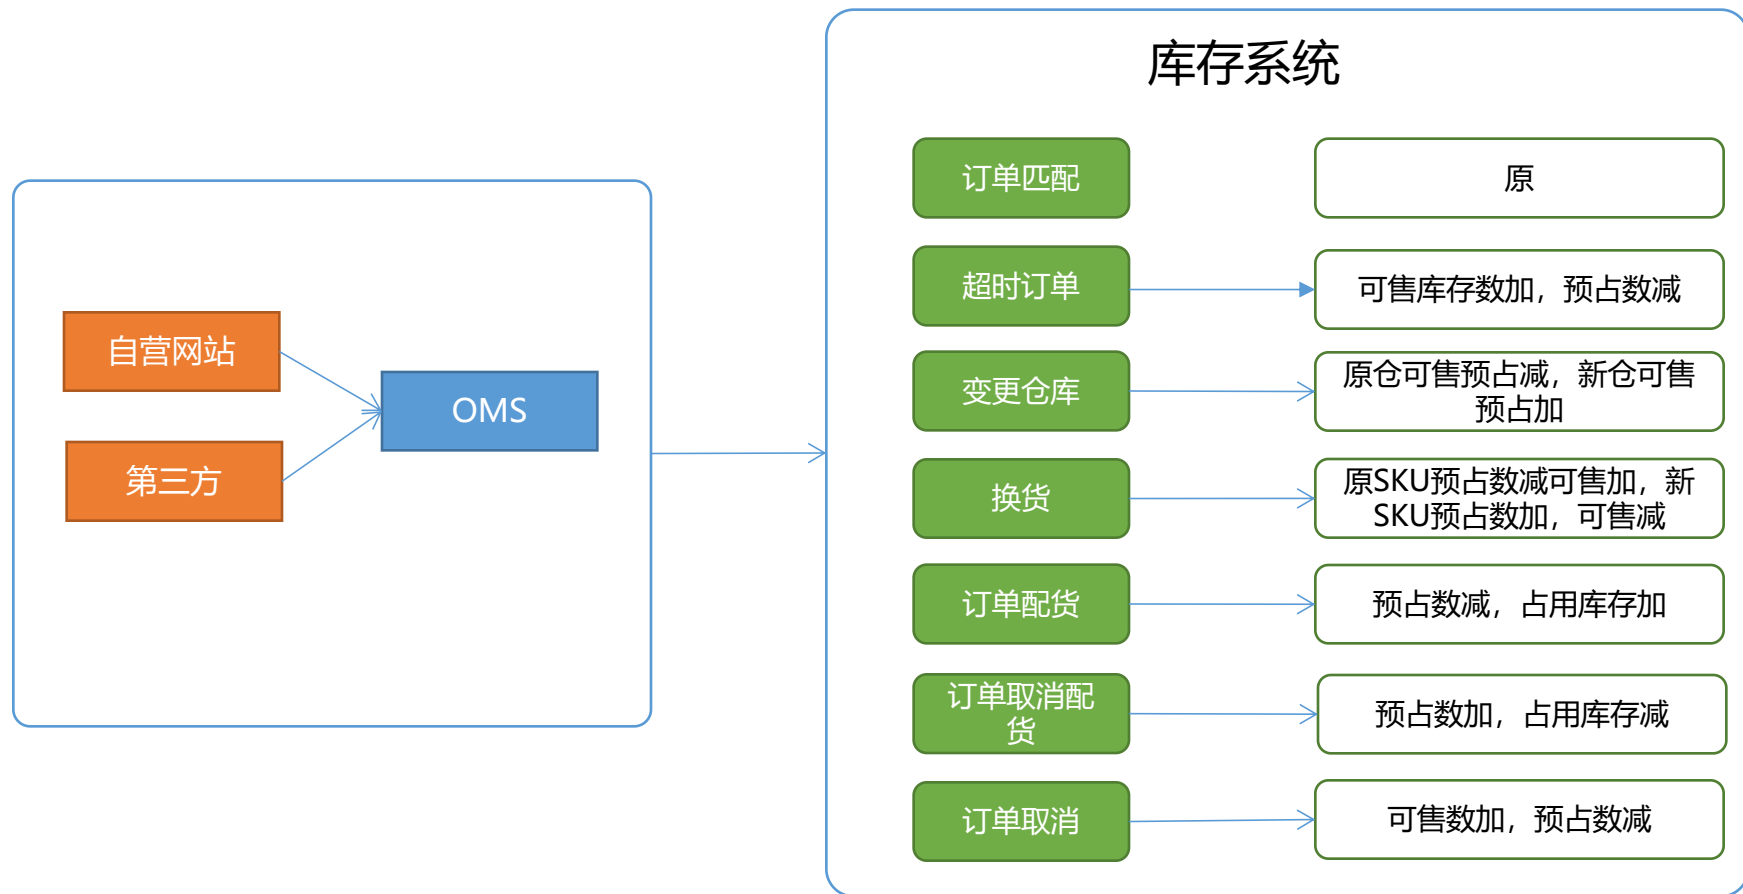 库存系统
自营网站
第三方
OMS
订单匹配
原
超时订单
可售库存数加，预占数减
变更仓库
原仓可售预占减，新仓可售
预占加
换货
原SKU预占数减可售加，新
SKU预占数加，可售减
订单配货
预占数减，占用库存加
订单取消配
货
预占数加，占用库存减
订单取消
可售数加，预占数减